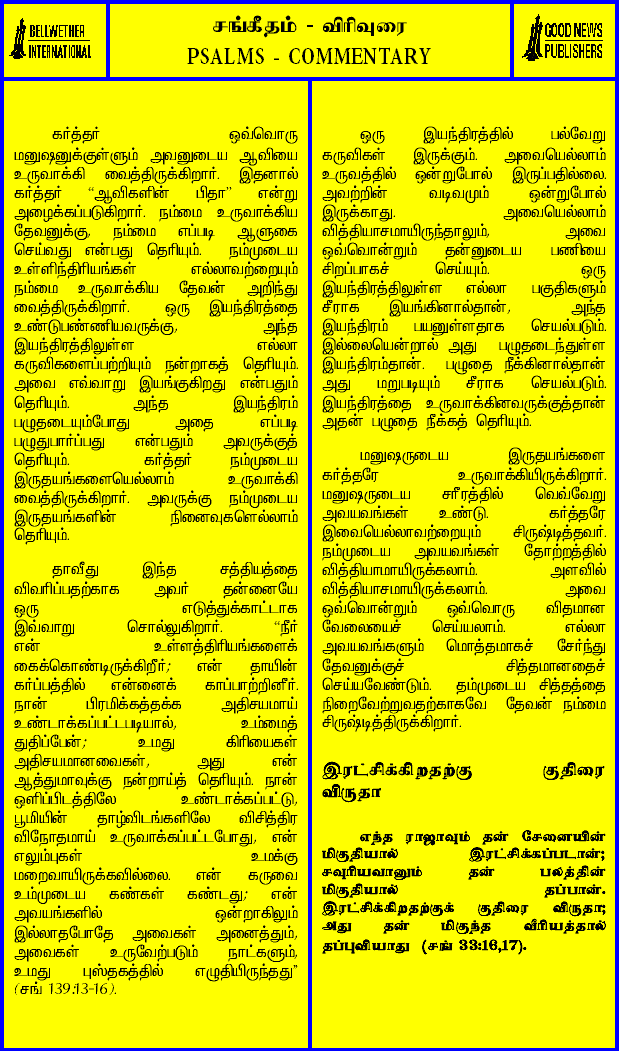 BELLWETHER
INTERNATIONAL
சங்கீதம் - விரிவுரை
PSALMS - COMMENTARY
GOOD NEWS
PUBLISHERS
கர்த்தர் ஒவ்வொரு
மனுஷனுக்குள்ளும் அவனுடைய ஆவியை
உருவாக்கி வைத்திருக்கிறார். இதனால்
கர்த்தர் “ஆவிகளின் பிதா” என்று
அழைக்கப்படுகிறார். நம்மை உருவாக்கிய
தேவனுக்கு, நம்மை எப்படி ஆளுகை
செய்வது என்பது தெரியும். நம்முடைய
உள்ளிந்திரியங்கள் எல்லாவற்றையும்
நம்மை உருவாக்கிய தேவன் அறிந்து
வைத்திருக்கிறார். ஒரு இயந்திரத்தை
உண்டுபண்ணியவருக்கு, அந்த
இயந்திரத்திலுள்ள எல்லா
கருவிகளைப்பற்றியும் நன்றாகத் தெரியும்.
அவை எவ்வாறு இயங்குகிறது என்பதும்
தெரியும். அந்த இயந்திரம்
பழுதடையும்போது அதை எப்படி
பழுதுபார்ப்பது என்பதும் அவருக்குத்
தெரியும். கர்த்தர் நம்முடைய
இருதயங்களையெல்லாம் உருவாக்கி
வைத்திருக்கிறார். அவருக்கு நம்முடைய
இருதயங்களின் நினைவுகளெல்லாம்
தெரியும்.
தாவீது இந்த சத்தியத்தை
விவரிப்பதற்காக அவர் தன்னையே
ஒரு எடுத்துக்காட்டாக
இவ்வாறு சொல்லுகிறார். “நீர்
என் உள்ளத்திரியங்களைக்
கைக்கொண்டிருக்கிறீர்; என் தாயின்
கர்ப்பத்தில் என்னைக் காப்பாற்றினீர்.
நான் பிரமிக்கத்தக்க அதிசயமாய்
உண்டாக்கப்பட்டபடியால், உம்மைத்
துதிப்பேன்; உமது கிரியைகள்
அதிசயமானவைகள், அது என்
ஆத்துமாவுக்கு நன்றாய்த் தெரியும். நான்
ஒளிப்பிடத்திலே உண்டாக்கப்பட்டு,
பூமியின் தாழ்விடங்களிலே விசித்திர
விநோதமாய் உருவாக்கப்பட்டபோது, என்
எலும்புகள் உமக்கு
மறைவாயிருக்கவில்லை. என் கருவை
உம்முடைய கண்கள் கண்டது; என்
அவயங்களில் ஒன்றாகிலும்
இல்லாதபோதே அவைகள் அனைத்தும்,
அவைகள் உருவேற்படும் நாட்களும்,
உமது புஸ்தகத்தில் எழுதியிருந்தது”
(சங் 139:13-16).
ஒரு இயந்திரத்தில் பல்வேறு
கருவிகள் இருக்கும். அவையெல்லாம்
உருவத்தில் ஒன்றுபோல் இருப்பதில்லை.
அவற்றின் வடிவமும் ஒன்றுபோல்
இருக்காது. அவையெல்லாம்
வித்தியாசமாயிருந்தாலும், அவை
ஒவ்வொன்றும் தன்னுடைய பணியை
சிறப்பாகச் செய்யும். ஒரு
இயந்திரத்திலுள்ள எல்லா பகுதிகளும்
சீராக இயங்கினால்தான், அந்த
இயந்திரம் பயனுள்ளதாக செயல்படும்.
இல்லையென்றால் அது பழுதடைந்துள்ள
இயந்திரம்தான். பழுதை நீக்கினால்தான்
அது மறுபடியும் சீராக செயல்படும்.
இயந்திரத்தை உருவாக்கினவருக்குத்தான்
அதன் பழுதை நீக்கத் தெரியும்.
மனுஷருடைய இருதயங்களை
கர்த்தரே உருவாக்கியிருக்கிறார்.
மனுஷருடைய சரீரத்தில் வெவ்வேறு
அவயவங்கள் உண்டு. கர்த்தரே
இவையெல்லாவற்றையும் சிருஷ்டித்தவர்.
நம்முடைய அவயவங்கள் தோற்றத்தில்
வித்தியாமாயிருக்கலாம். அளவில்
வித்தியாசமாயிருக்கலாம். அவை
ஒவ்வொன்றும் ஒவ்வொரு விதமான
வேலையைச் செய்யலாம். எல்லா
அவயவங்களும் மொத்தமாகச் சேர்ந்து
தேவனுக்குச் சித்தமானதைச்
செய்யவேண்டும். தம்முடைய சித்தத்தை
நிறைவேற்றுவதற்காகவே தேவன் நம்மை
சிருஷ்டித்திருக்கிறார்.
இரட்சிக்கிறதற்கு குதிரை
விருதா
எந்த ராஜாவும் தன் சேனையின்
மிகுதியால் இரட்சிக்கப்படான்;
சவுரியவானும் தன் பலத்தின்
மிகுதியால் தப்பான்.
இரட்சிக்கிறதற்குக் குதிரை விருதா;
அது தன் மிகுந்த வீரியத்தால்
தப்புவியாது (சங் 33:16,17).